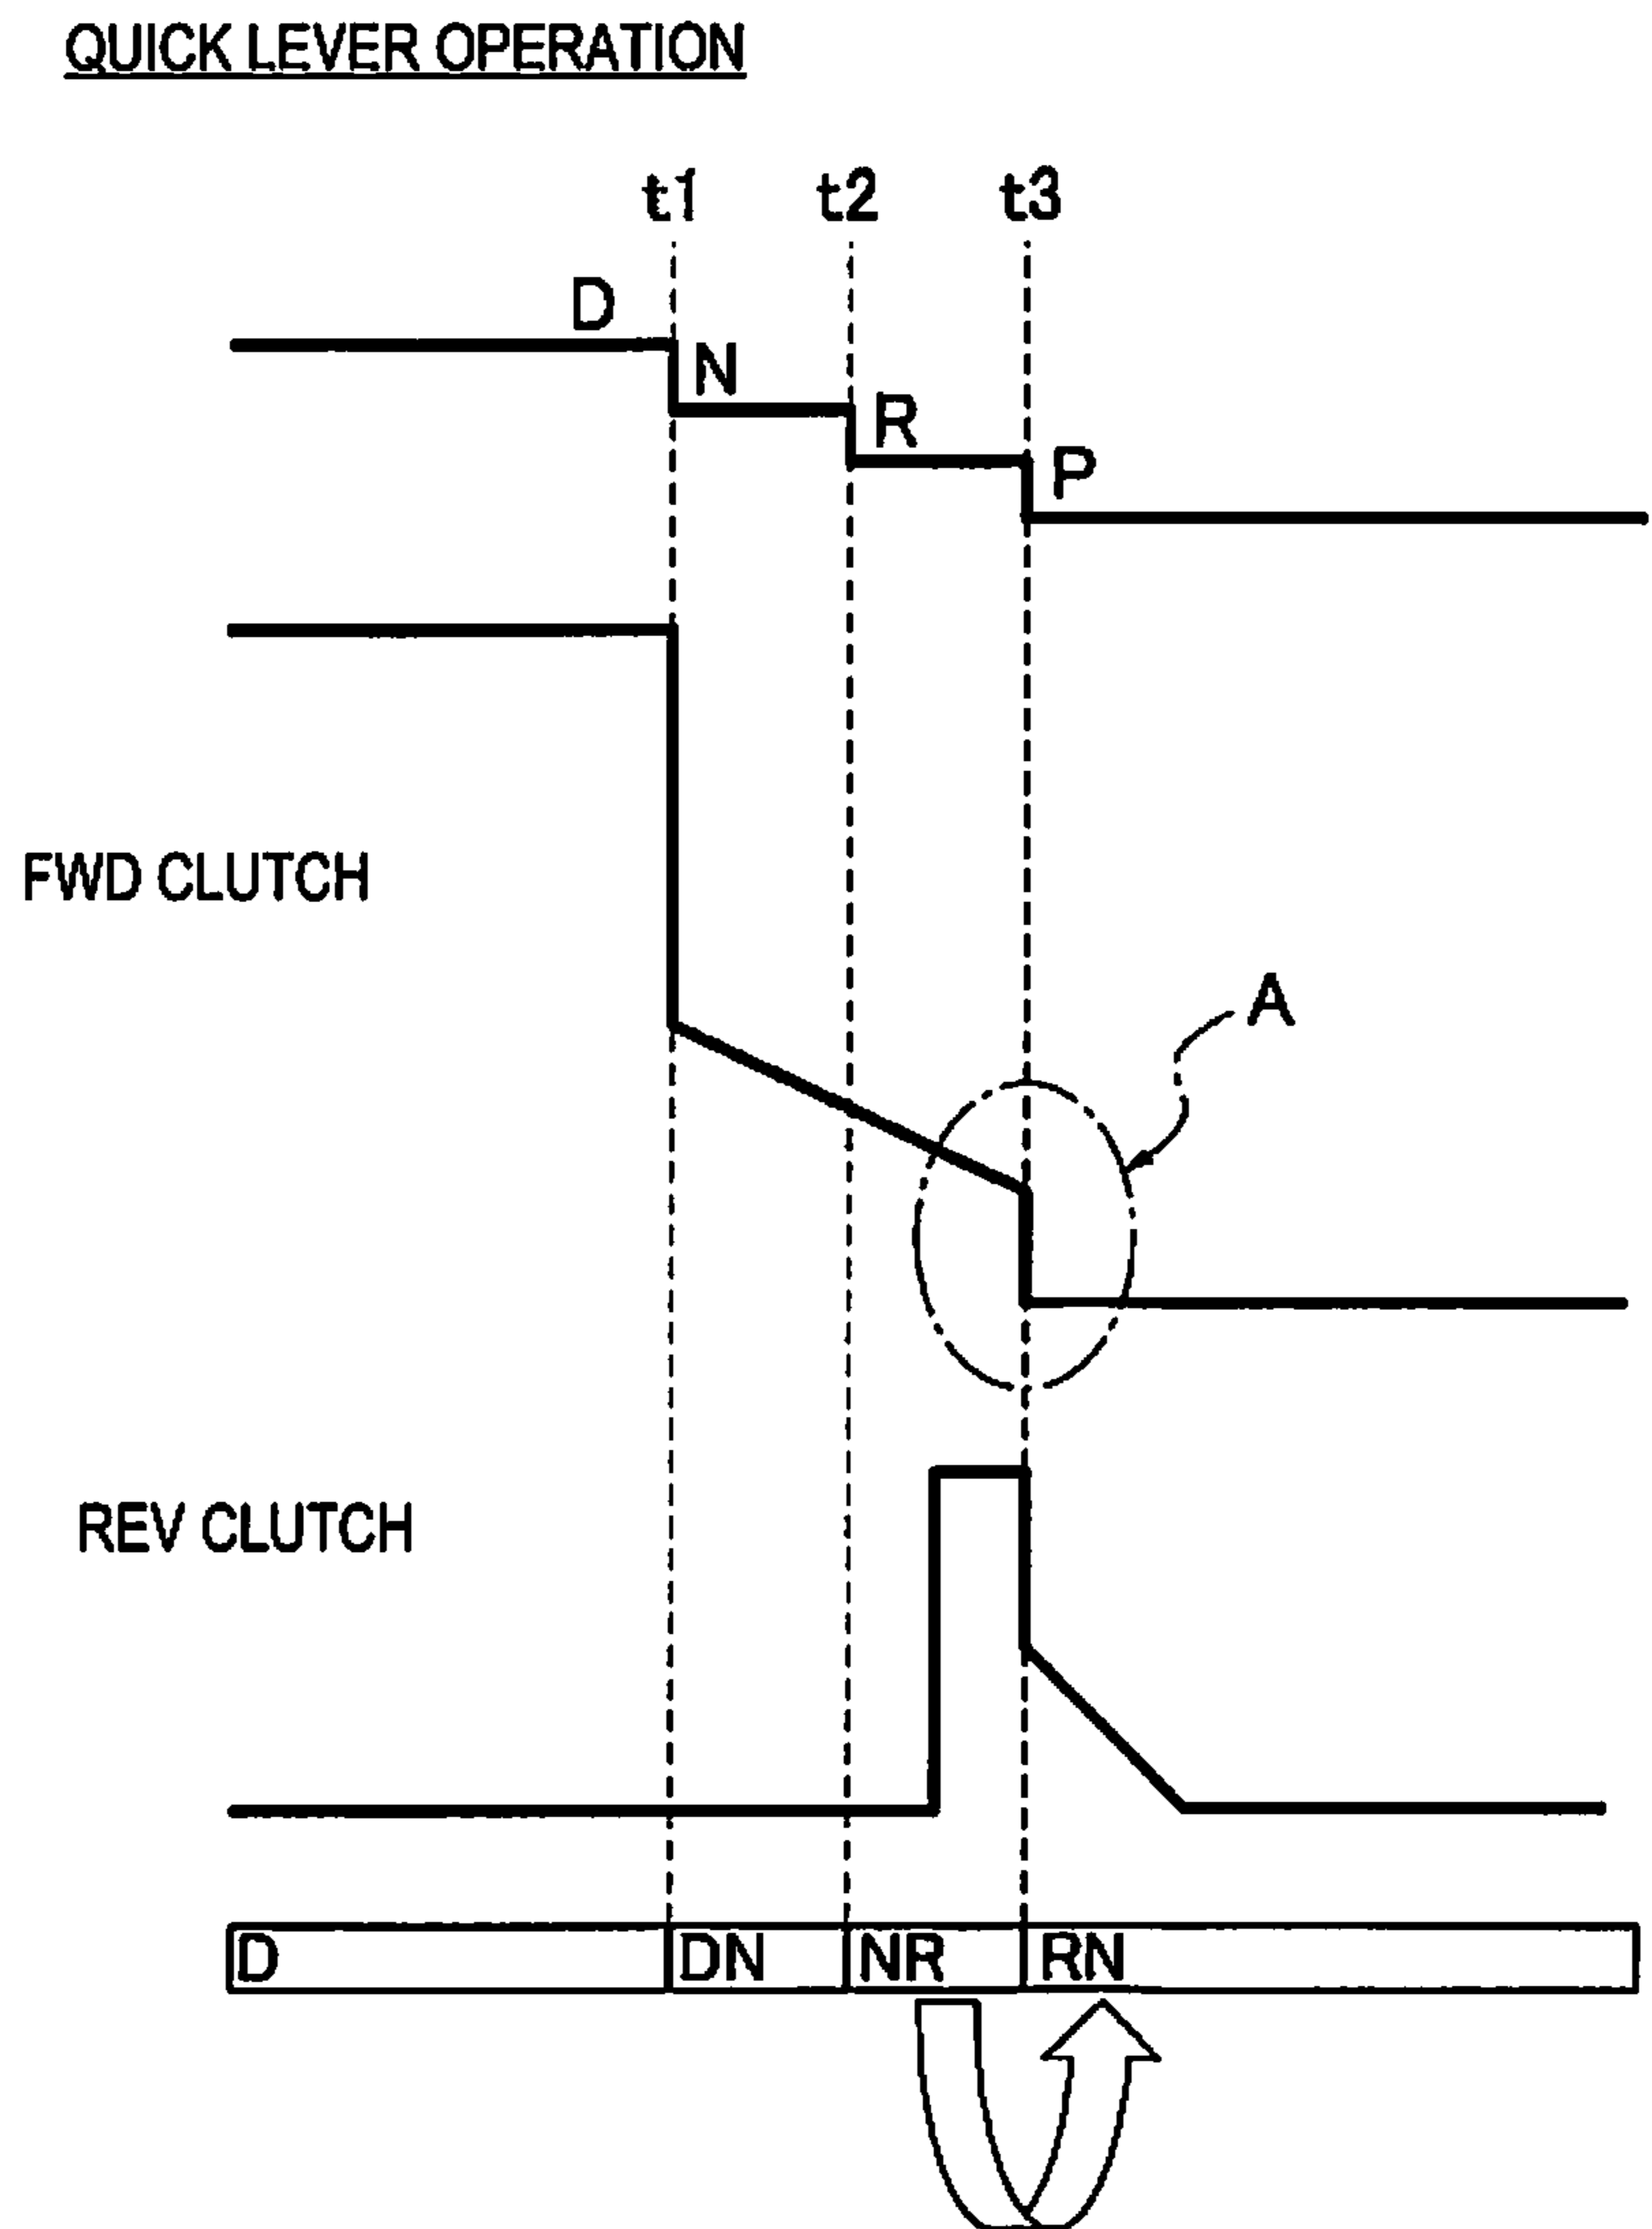 QUICK LEVER OPERATION
t1 t2 t3
D
N
R
P
FWD CLUTCH
A
REV CLUTCH
D DN NR RN